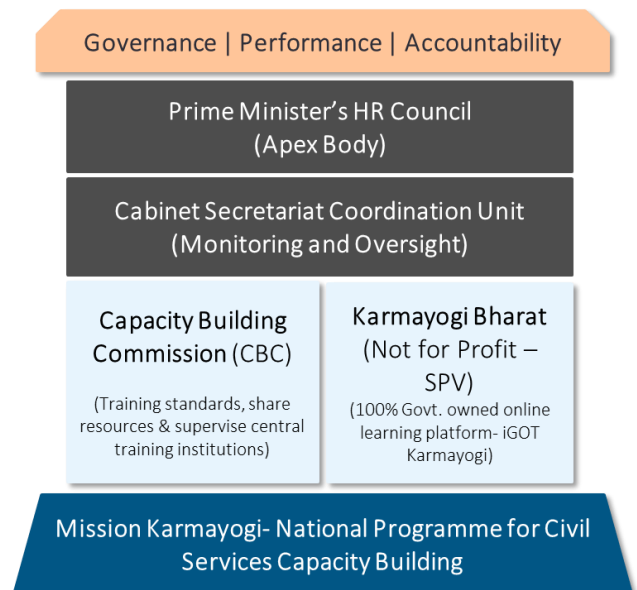 Governance | Performance | Accountability
Prime Minister’s HR Council
(Apex Body)
Cabinet Secretariat Coordination Unit
(Monitoring and Oversight)
Capacity Building
Commission (CBC)
(Training standards, share
resources & supervise central
training institutions)
Karmayogi Bharat
(Not for Profit –
SPV)
(100% Govt. owned online
learning platform- iGOT
Karmayogi)
Mission Karmayogi- National Programme for Civil
Services Capacity Building